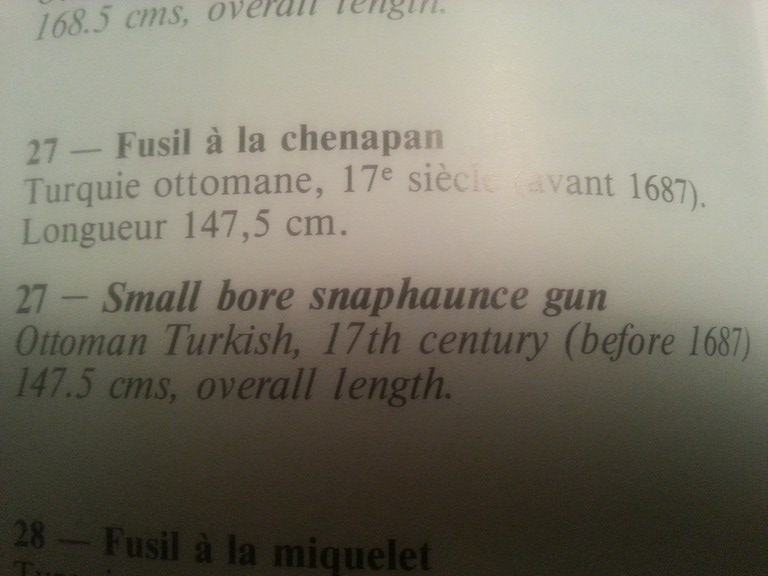 168.5 cms, overall length.
27 — Fusil à la chenapan
Turquie ottomane, 17e siècle (avant 1687).
Longueur 147,5 cm.
27 — Small bore snaphaunce gun
Ottoman Turkish, 17th century (before 1687)
147.5 cms, overall length.
28 — Fusil à la miquelet